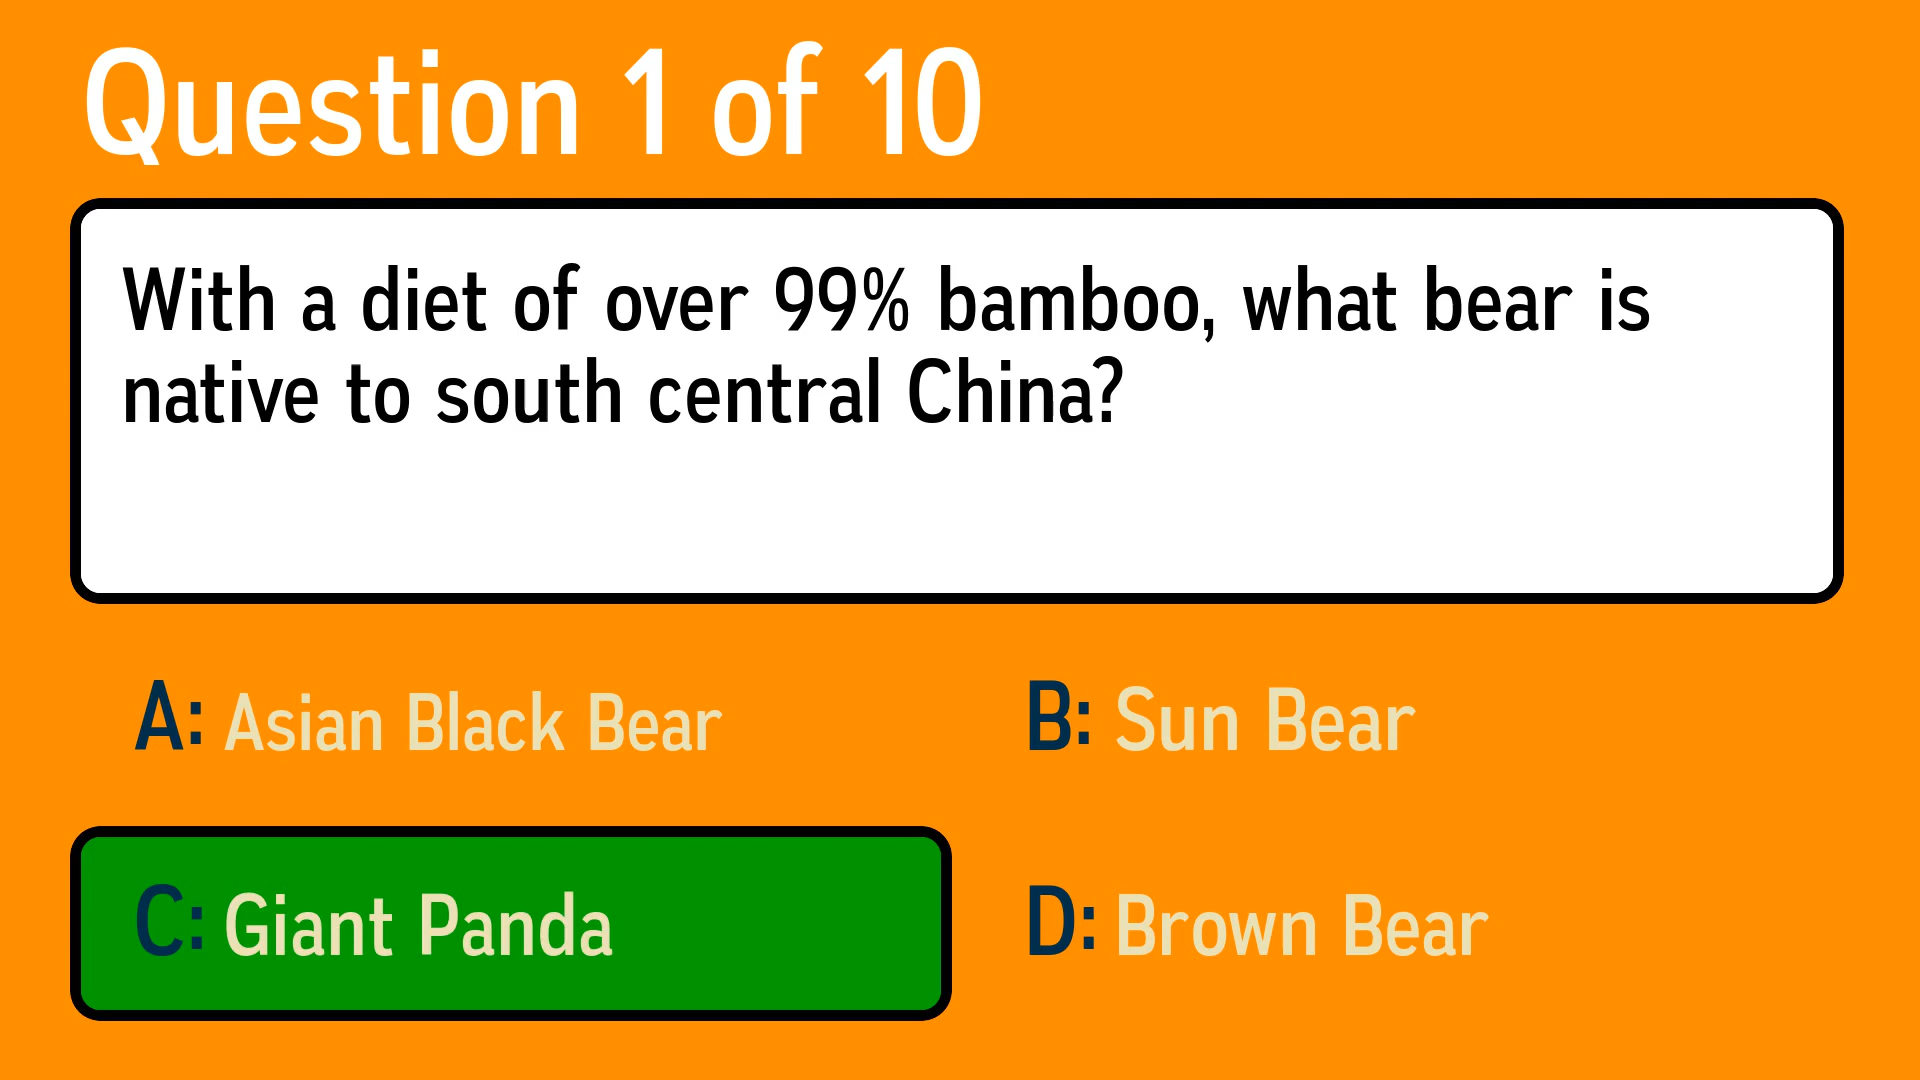 Question 1 of 10
With a diet of over 99% bamboo, what bear is
native to south central China?
A: Asian Black Bear
B: Sun Bear
C: Giant Panda
D: Brown Bear